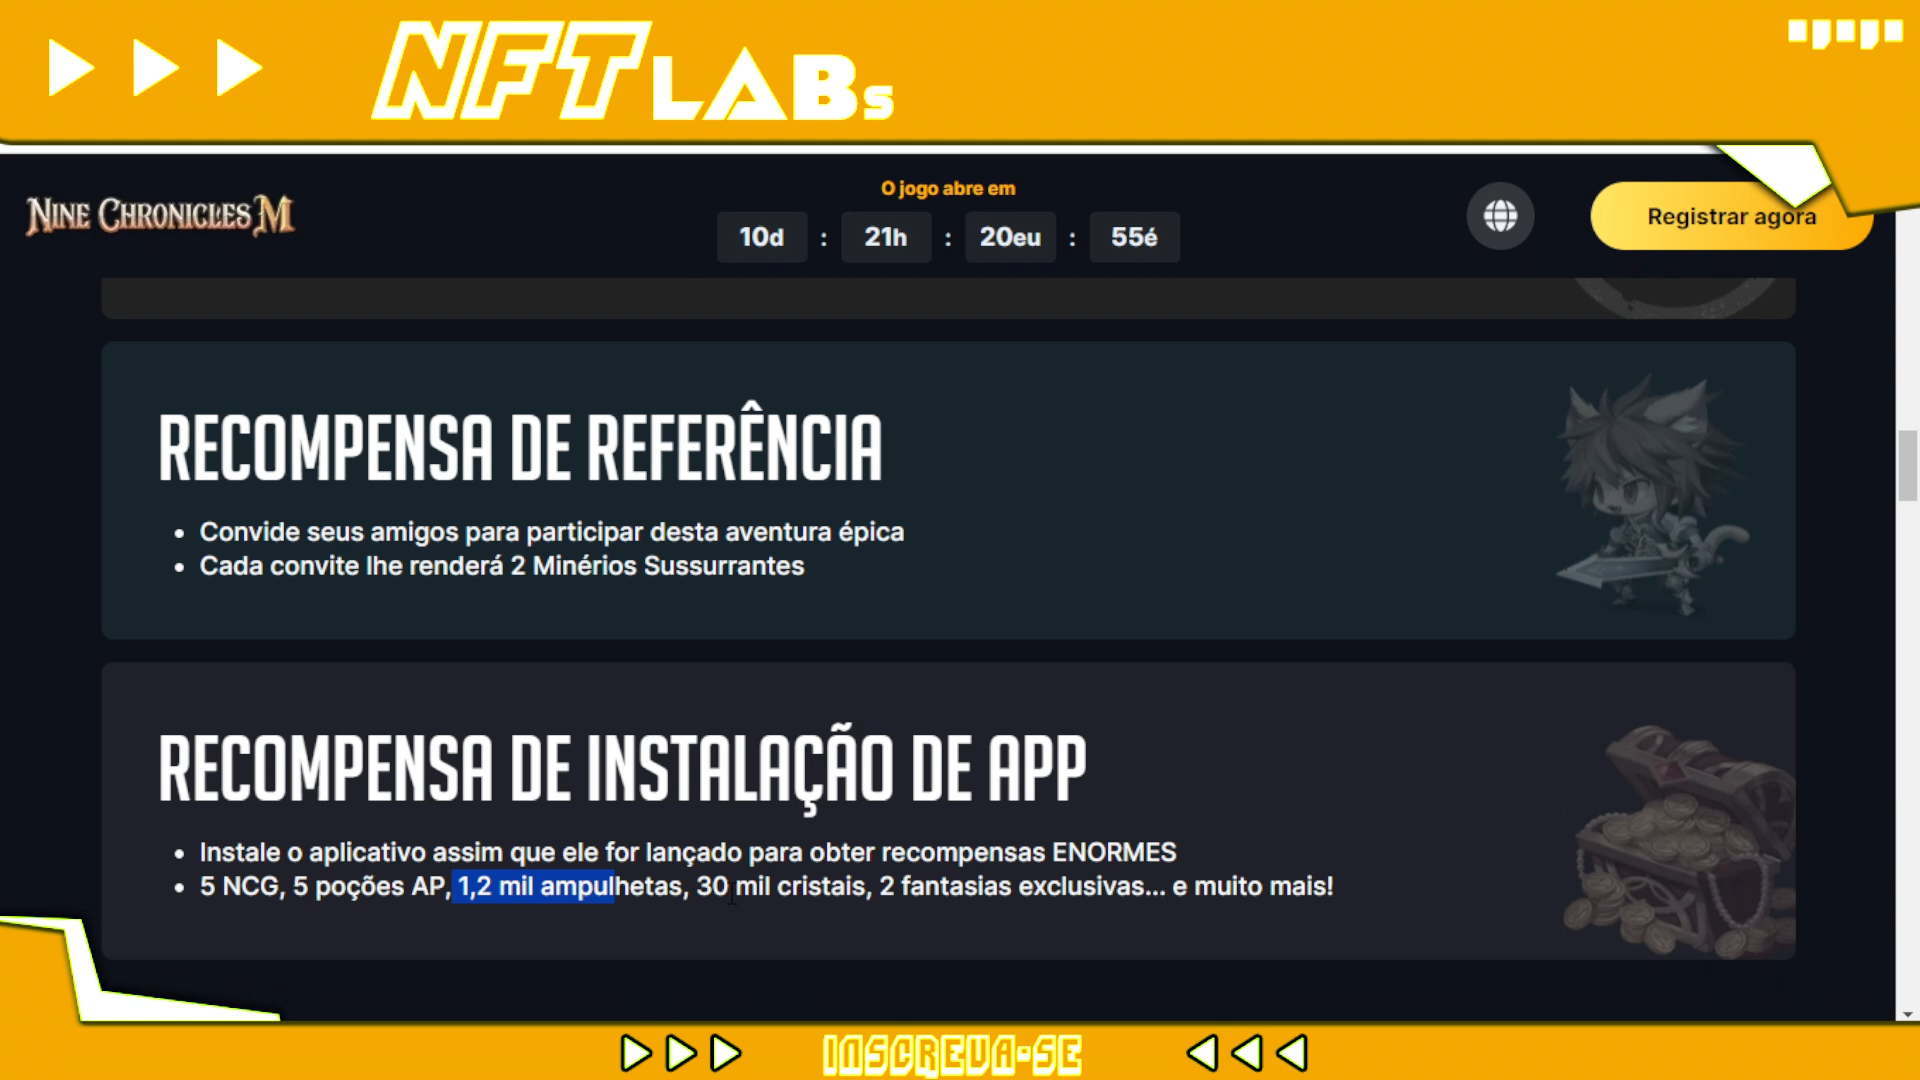 NFT LABs
O jogo abre em
NINE CHRONICLES M
10d : 21h : 20eu : 55é
Registrar agora
RECOMPENSA DE REFERÊNCIA
• Convide seus amigos para participar desta aventura épica
• Cada convite lhe renderá 2 Minérios Sussurrantes
RECOMPENSA DE INSTALAÇÃO DE APP
• Instale o aplicativo assim que ele for lançado para obter recompensas ENORMES
• 5 NCG, 5 poções AP, 1,2 mil ampulhetas, 30 mil cristais, 2 fantasias exclusivas... e muito mais!
INSCREVA-SE